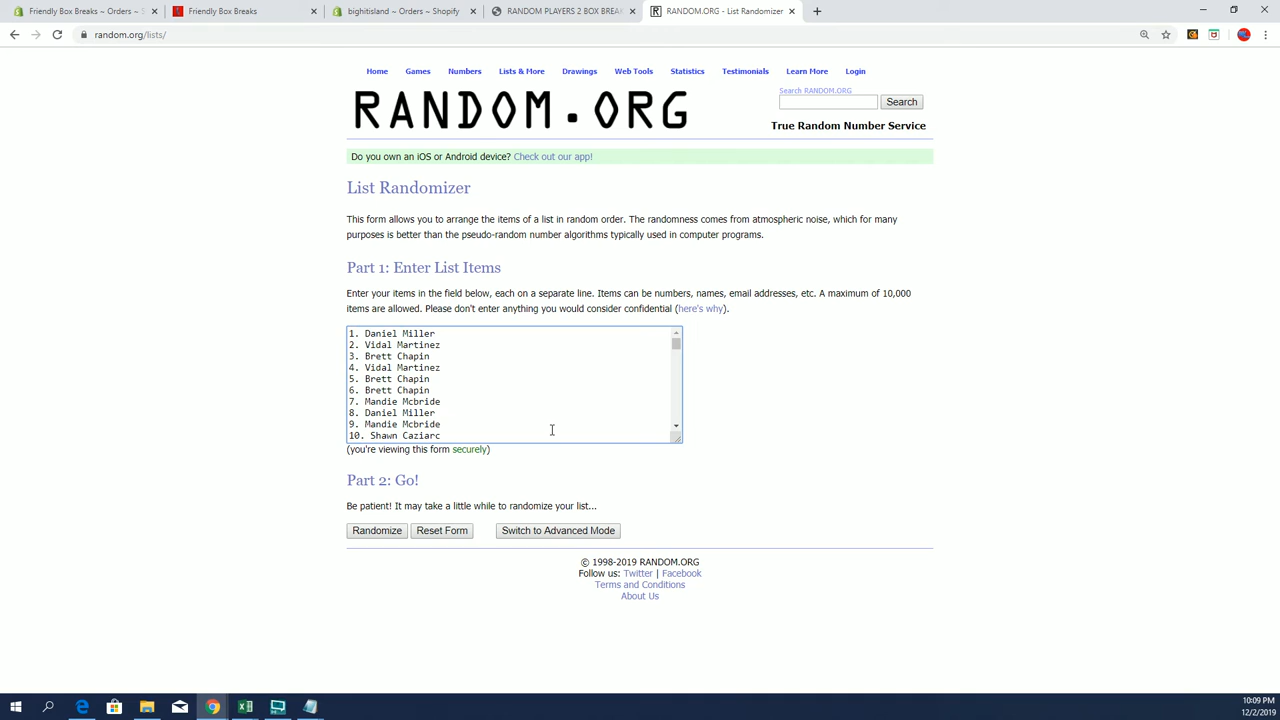 Friendly Box Breaks ~ Orders ~ S
Friendly Box Breaks
bightisland ~ Orders ~ Shopify
RANDOM PLAYERS 2 BOX BREAK
RANDOM.ORG - List Randomizer
random.org/lists/
Home Games Numbers Lists & More Drawings Web Tools Statistics Testimonials Learn More Login
RANDOM.ORG
Search RANDOM.ORG
Search
True Random Number Service
Do you own an iOS or Android device? Check out our app!
List Randomizer
This form allows you to arrange the items of a list in random order. The randomness comes from atmospheric noise, which for many
purposes is better than the pseudo-random number algorithms typically used in computer programs.
Part 1: Enter List Items
Enter your items in the field below, each on a separate line. Items can be numbers, names, email addresses, etc. A maximum of 10,000
items are allowed. Please don't enter anything you would consider confidential (here's why).
1. Daniel Miller
2. Vidal Martinez
3. Brett Chapin
4. Vidal Martinez
5. Brett Chapin
6. Brett Chapin
7. Mandie Mcbride
8. Daniel Miller
9. Mandie Mcbride
10. Shawn Caziarc
(you're viewing this form securely)
Part 2: Go!
Be patient! It may take a little while to randomize your list...
Randomize Reset Form Switch to Advanced Mode
© 1998-2019 RANDOM.ORG
Follow us: Twitter | Facebook
Terms and Conditions
About Us
10:09 PM
12/2/2019